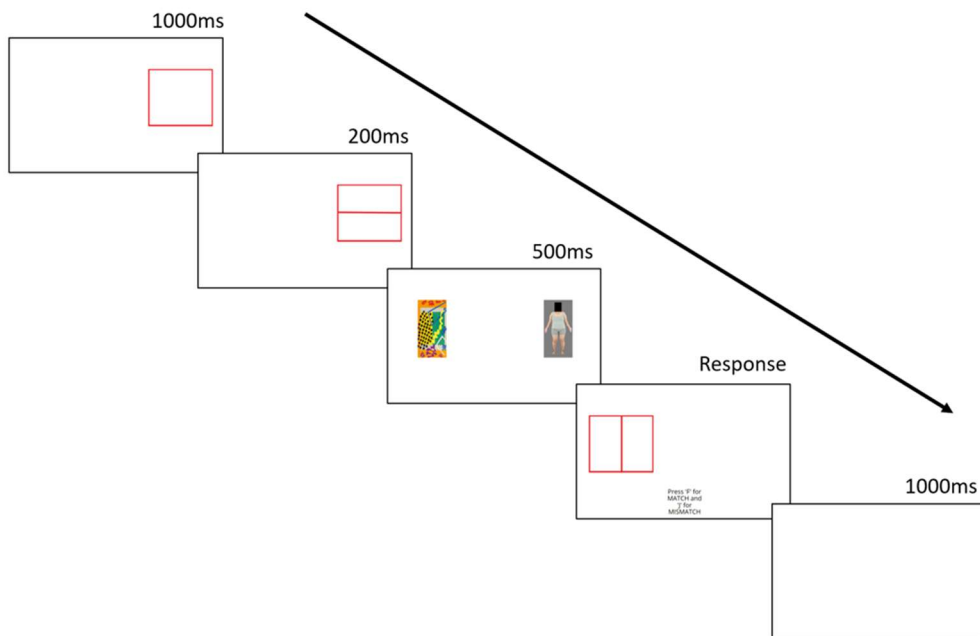 1000ms
200ms
500ms
Response
Press 'F' for
MATCH and
'J' for
MISMATCH
1000ms